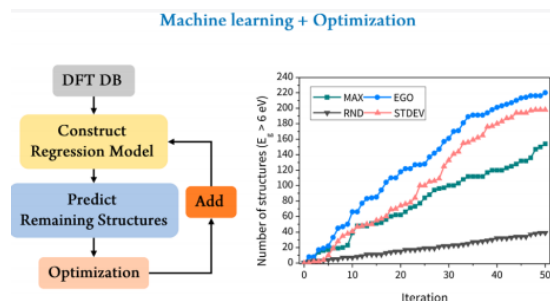 Machine learning + Optimization
DFT DB
Construct
Regression Model
Predict
Remaining Structures
Add
Optimization
Number of structures (E_g > 6 eV)
220
200
180
160
140
120
100
80
60
40
20
0
MAX
EGO
RND
STDEV
0
10
20
30
40
50
Iteration